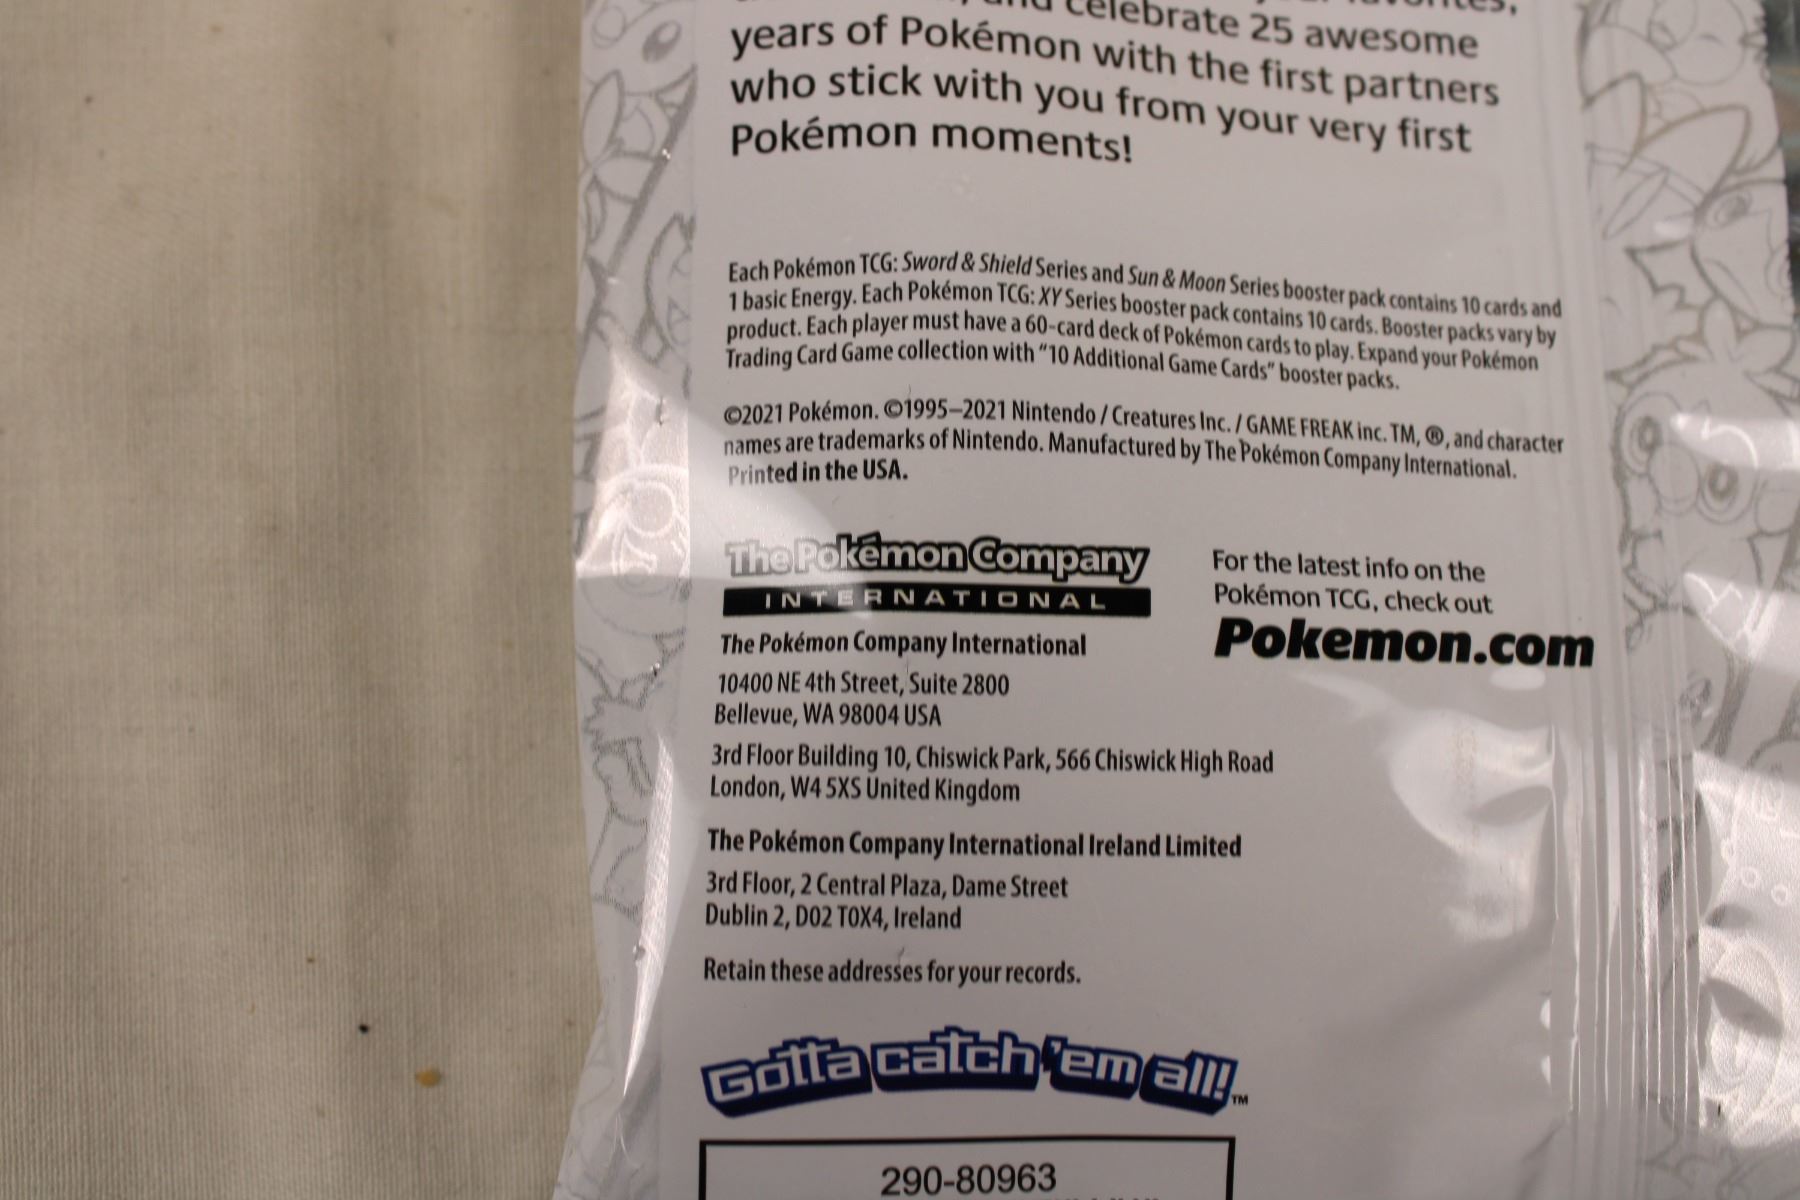 celebrate 25 awesome
years of Pokémon with the first partners
who stick with you from your very first
Pokémon moments!
Each Pokémon TCG: Sword & Shield Series and Sun & Moon Series booster pack contains 10 cards and
1 basic Energy. Each Pokémon TCG: XY Series booster pack contains 10 cards. Booster packs vary by
product. Each player must have a 60-card deck of Pokémon cards to play. Expand your Pokémon
Trading Card Game collection with “10 Additional Game Cards” booster packs.
©2021 Pokémon. ©1995–2021 Nintendo / Creatures Inc. / GAME FREAK inc. TM, ®, and character
names are trademarks of Nintendo. Manufactured by The Pokémon Company International.
Printed in the USA.
The Pokémon Company
INTERNATIONAL
For the latest info on the
Pokémon TCG, check out
Pokemon.com
The Pokémon Company International
10400 NE 4th Street, Suite 2800
Bellevue, WA 98004 USA
3rd Floor Building 10, Chiswick Park, 566 Chiswick High Road
London, W4 5XS United Kingdom
The Pokémon Company International Ireland Limited
3rd Floor, 2 Central Plaza, Dame Street
Dublin 2, D02 T0X4, Ireland
Retain these addresses for your records.
Gotta catch 'em all!™
290-80963